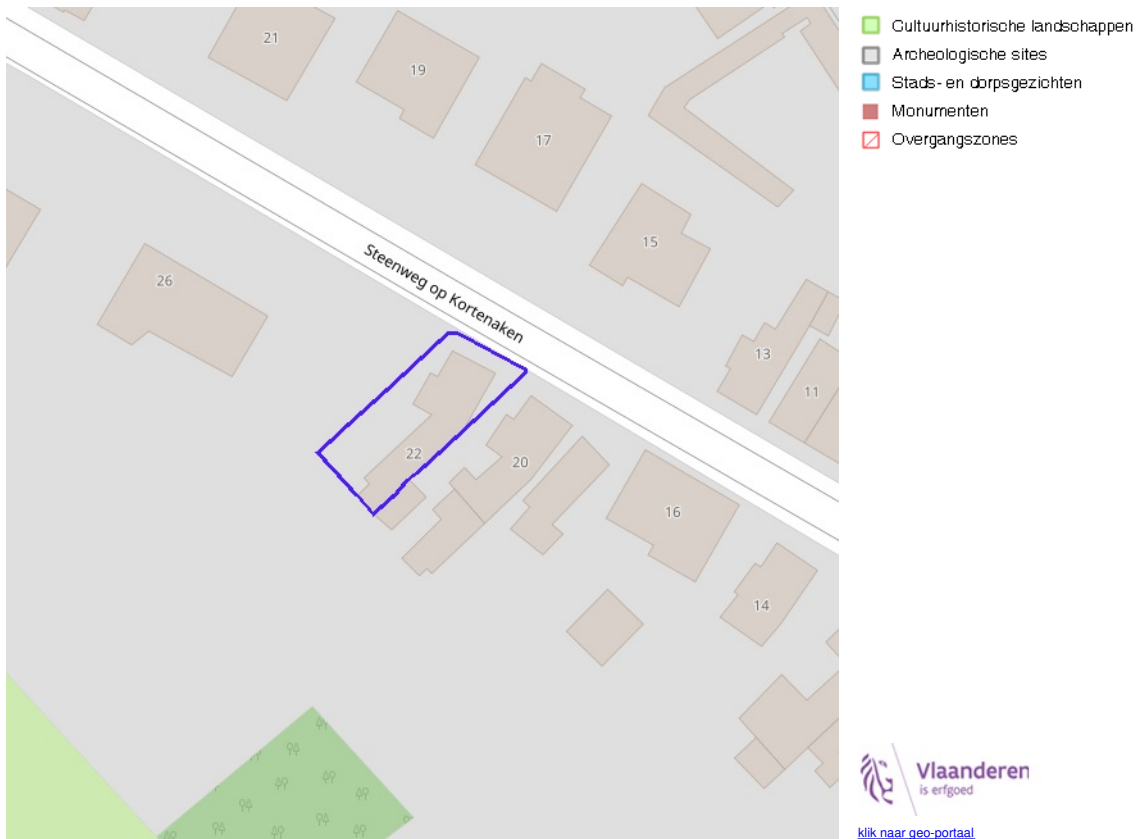 21
19
17
15
13
11
Steenweg op Kortenaken
26
22
20
16
14
Cultuurhistorische landschappen
Archeologische sites
Stads- en dorpsgezichten
Monumenten
Overgangszones
Vlaanderen
is erfgoed
klik naar geo-portaal